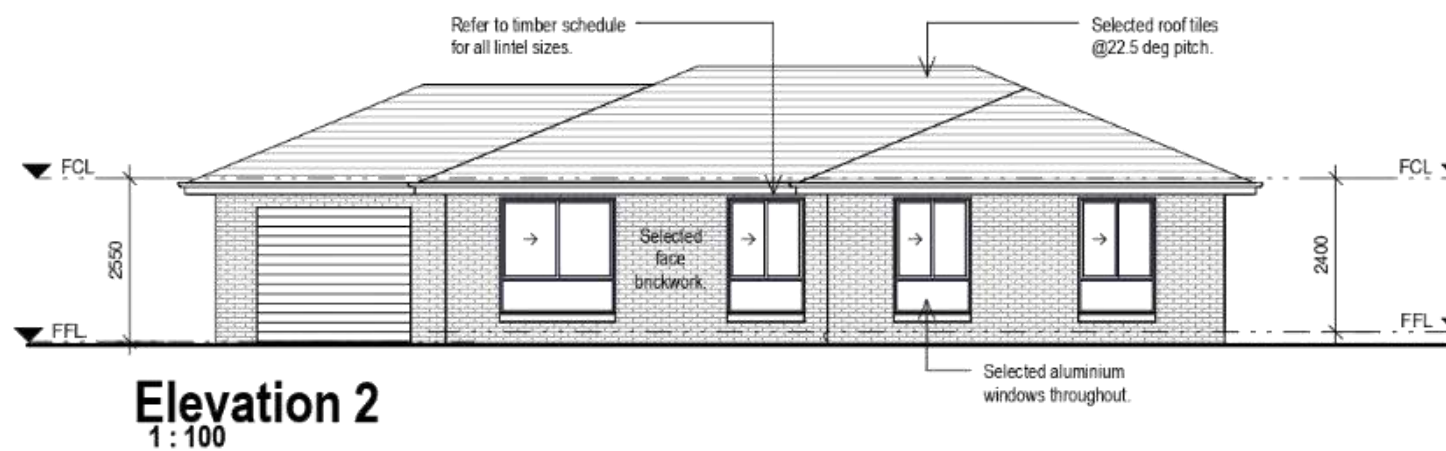 Refer to timber schedule
for all lintel sizes.
Selected roof tiles
@22.5 deg pitch.
FCL
FCL
2550
Selected
face
brickwork.
2400
FFL
FFL
Selected aluminium
windows throughout.
Elevation 2
1 : 100